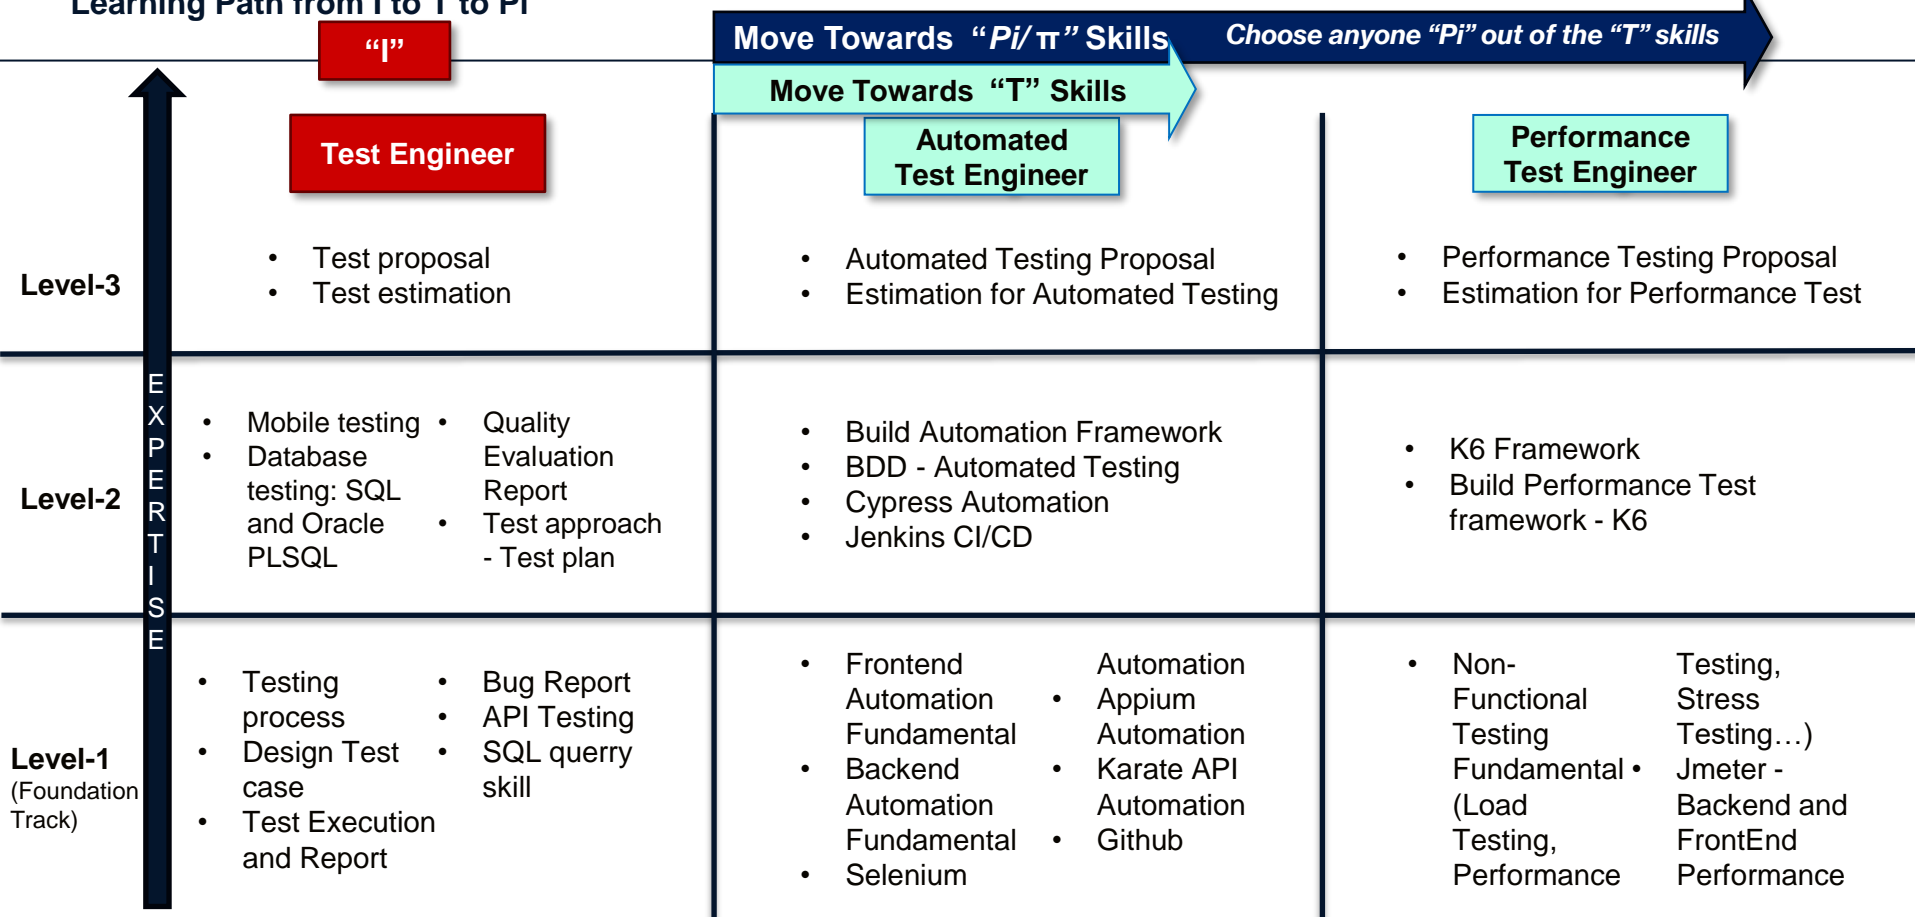 Learning Path from I to T to Pi
“I”
Move Towards “Pi/π” Skills
Choose anyone “Pi” out of the “T” skills
Move Towards “T” Skills
Test Engineer
Automated
Test Engineer
Performance
Test Engineer
EXPERTISE
Level-3
• Test proposal
• Test estimation
• Automated Testing Proposal
• Estimation for Automated Testing
• Performance Testing Proposal
• Estimation for Performance Test
Level-2
• Mobile testing
• Database
testing: SQL
and Oracle
PLSQL
• Quality
Evaluation
Report
• Test approach
- Test plan
• Build Automation Framework
• BDD - Automated Testing
• Cypress Automation
• Jenkins CI/CD
• K6 Framework
• Build Performance Test
framework - K6
Level-1
(Foundation
Track)
• Testing
process
• Design Test
case
• Test Execution
and Report
• Bug Report
• API Testing
• SQL querry
skill
• Frontend
Automation
Fundamental
• Backend
Automation
Fundamental
• Selenium
Automation
• Appium
Automation
• Karate API
Automation
• Github
• Non-
Functional
Testing
Fundamental
(Load
Testing,
Performance
Testing,
Stress
Testing…)
• Jmeter -
Backend and
FrontEnd
Performance